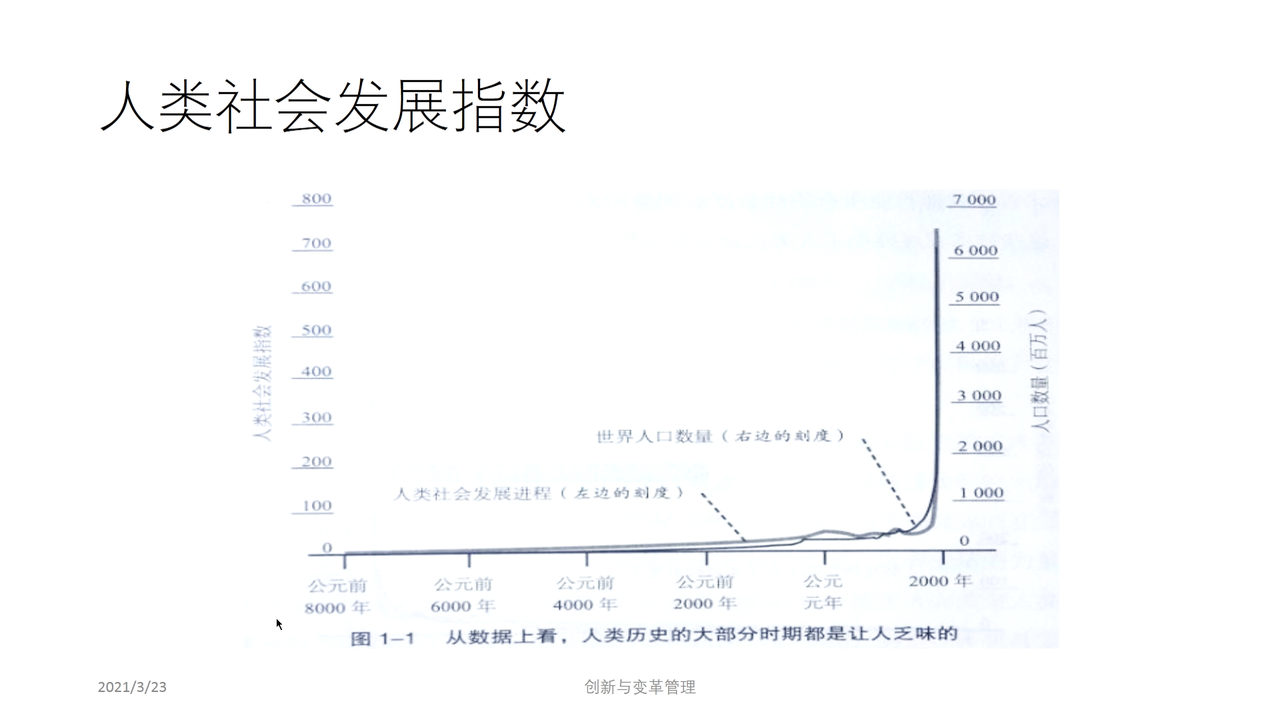 人类社会发展指数
800
700
600
500
400
300
200
100
0
人类社会发展指数
7 000
6 000
5 000
4 000
3 000
2 000
1 000
0
人口数量（百万人）
世界人口数量（右边的刻度）
人类社会发展进程（左边的刻度）
公元前
8000 年
公元前
6000 年
公元前
4000 年
公元前
2000 年
公元
元年
2000 年
图 1-1 从数据上看，人类历史的大部分时期都是让人乏味的
2021/3/23
创新与变革管理